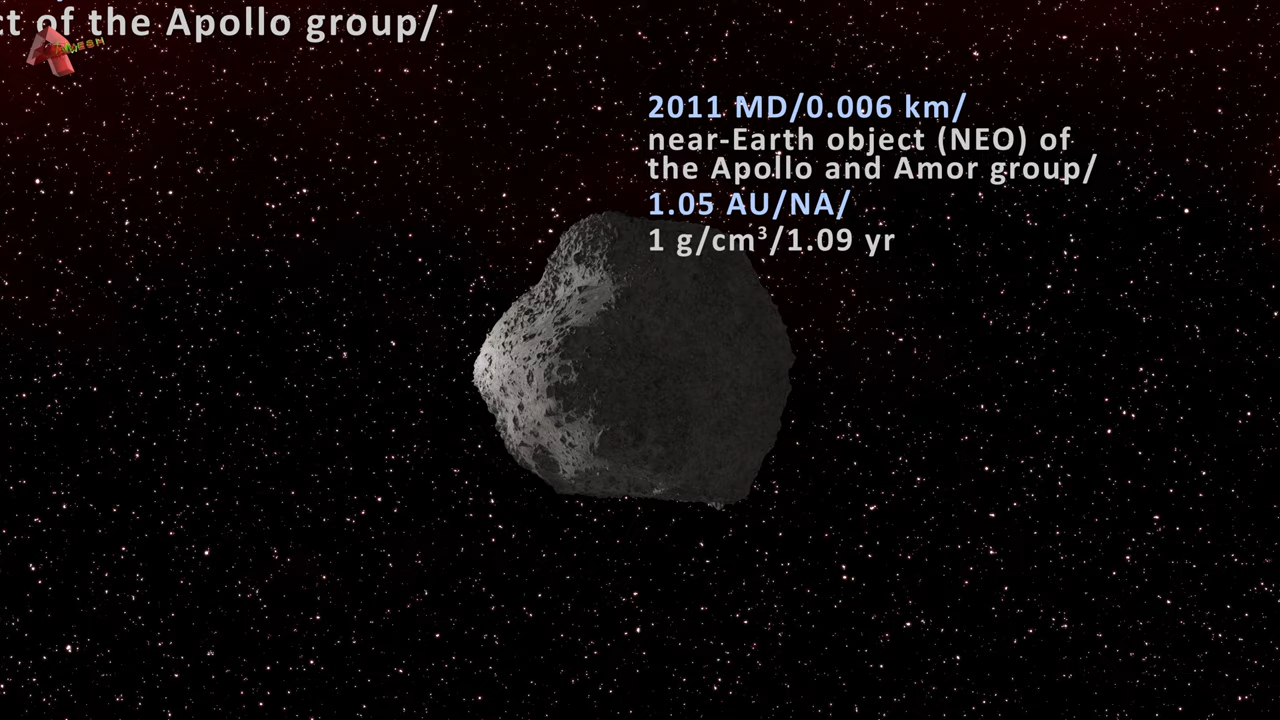 ct of the Apollo group/
2011 MD/0.006 km/
near-Earth object (NEO) of
the Apollo and Amor group/
1.05 AU/NA/
1 g/cm³/1.09 yr